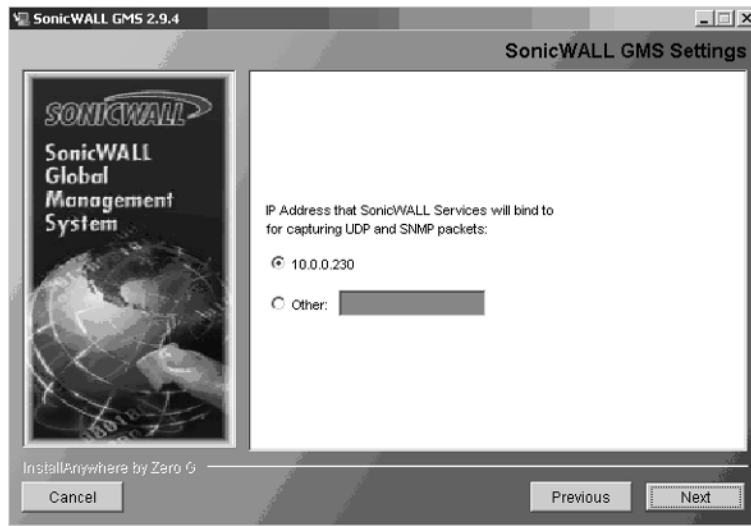 SonicWALL GMS 2.9.4
SonicWALL GMS Settings
SONICWALL
SonicWALL
Global
Management
System
IP Address that SonicWALL Services will bind to
for capturing UDP and SNMP packets:
10.0.0.230
Other:
InstallAnywhere by Zero G
Cancel
Previous
Next